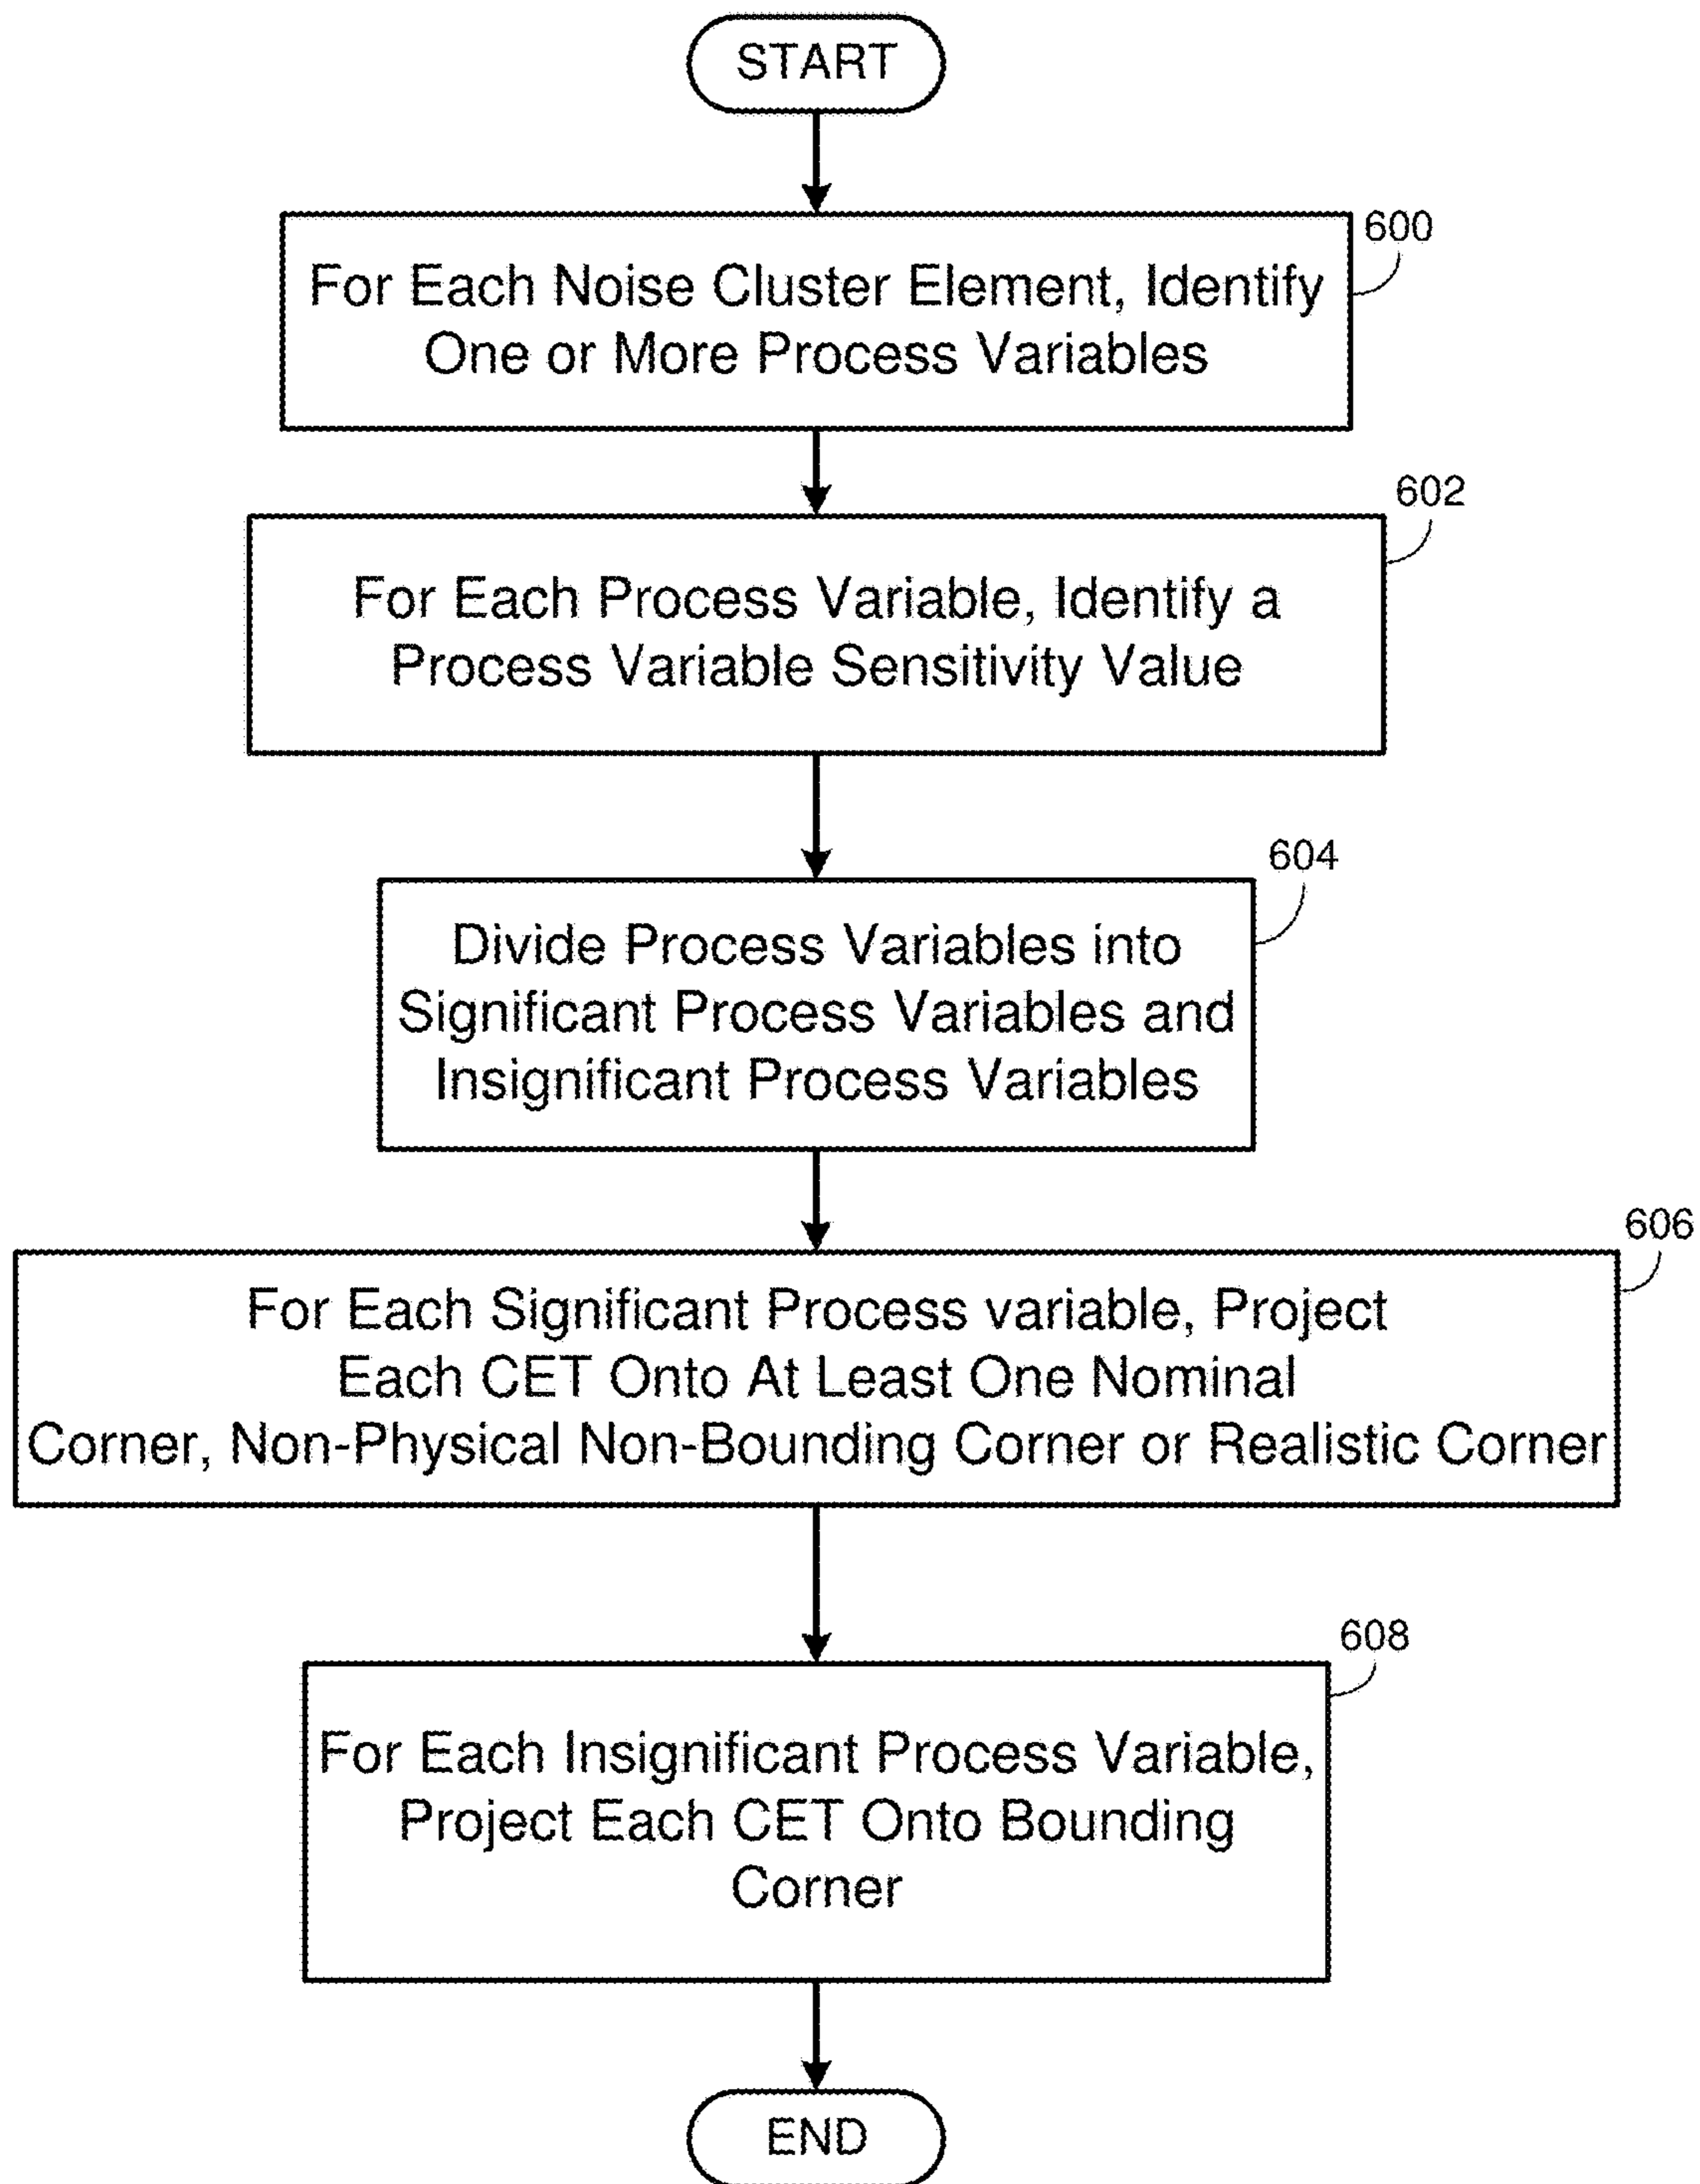 START
600
For Each Noise Cluster Element, Identify
One or More Process Variables
602
For Each Process Variable, Identify a
Process Variable Sensitivity Value
604
Divide Process Variables into
Significant Process Variables and
Insignificant Process Variables
606
For Each Significant Process variable, Project
Each CET Onto At Least One Nominal
Corner, Non-Physical Non-Bounding Corner or Realistic Corner
608
For Each Insignificant Process Variable,
Project Each CET Onto Bounding
Corner
END